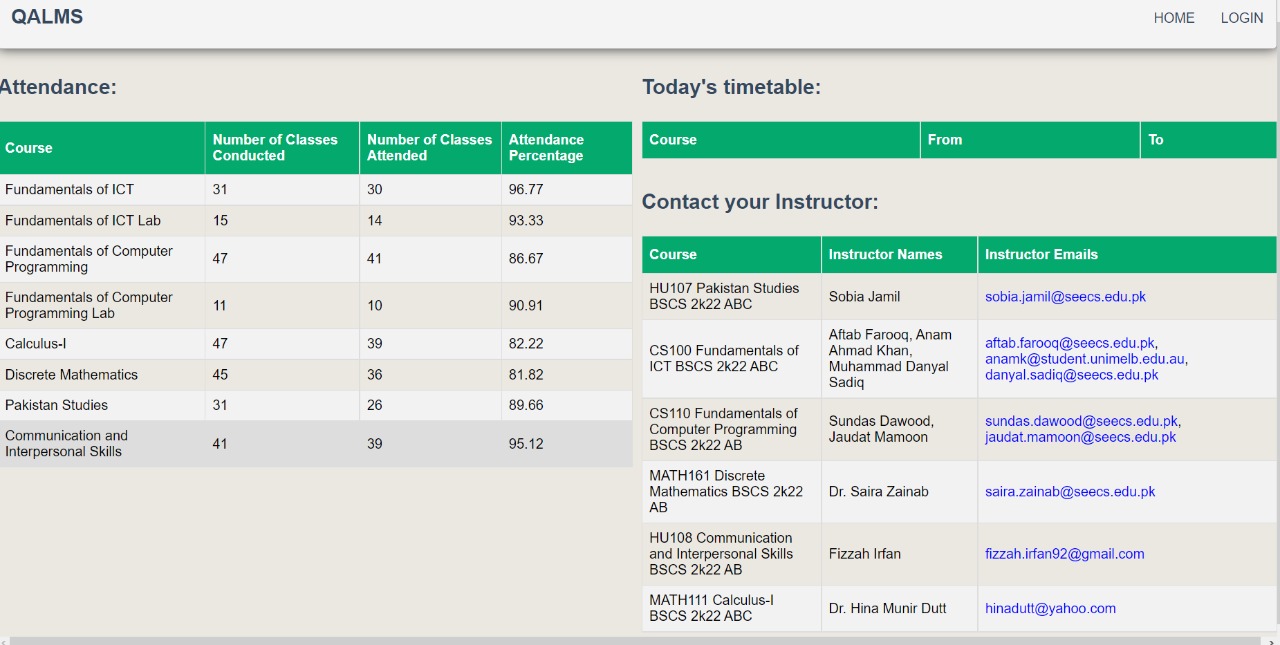 QALMS
HOME LOGIN
Attendance:
Course Number of Classes Conducted Number of Classes Attended Attendance Percentage
Fundamentals of ICT 31 30 96.77
Fundamentals of ICT Lab 15 14 93.33
Fundamentals of Computer Programming 47 41 86.67
Fundamentals of Computer Programming Lab 11 10 90.91
Calculus-I 47 39 82.22
Discrete Mathematics 45 36 81.82
Pakistan Studies 31 26 89.66
Communication and Interpersonal Skills 41 39 95.12
Today's timetable:
Course From To
Contact your Instructor:
Course Instructor Names Instructor Emails
HU107 Pakistan Studies BSCS 2k22 ABC Sobia Jamil sobia.jamil@seecs.edu.pk
CS100 Fundamentals of ICT BSCS 2k22 ABC Aftab Farooq, Anam Ahmad Khan, Muhammad Danyal Sadiq aftab.farooq@seecs.edu.pk, anamk@student.unimelb.edu.au, danyal.sadiq@seecs.edu.pk
CS110 Fundamentals of Computer Programming BSCS 2k22 AB Sundas Dawood, Jaudat Mamoon sundas.dawood@seecs.edu.pk, jaudat.mamoon@seecs.edu.pk
MATH161 Discrete Mathematics BSCS 2k22 AB Dr. Saira Zainab saira.zainab@seecs.edu.pk
HU108 Communication and Interpersonal Skills BSCS 2k22 AB Fizzah Irfan fizzah.irfan92@gmail.com
MATH111 Calculus-I BSCS 2k22 ABC Dr. Hina Munir Dutt hinadutt@yahoo.com